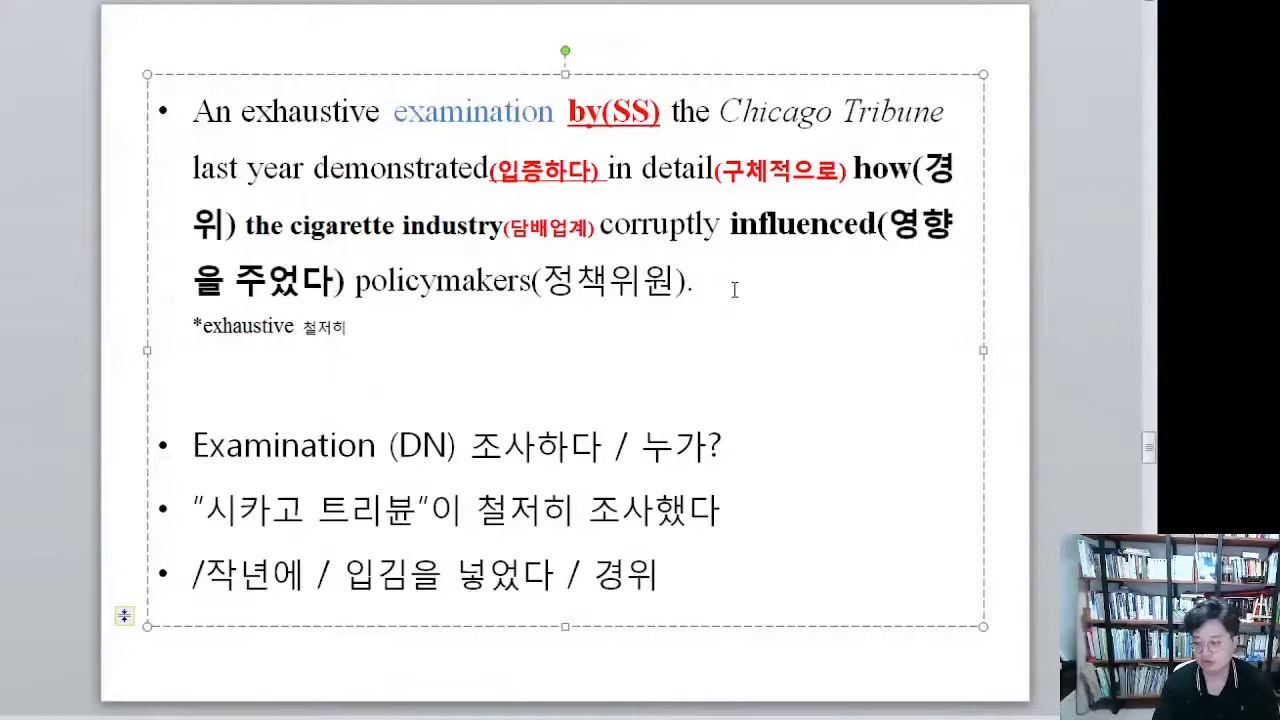 • An exhaustive examination by(SS) the Chicago Tribune
last year demonstrated(입증하다) in detail(구체적으로) how(경
위) the cigarette industry(담배업계) corruptly influenced(영향
을 주었다) policymakers(정책위원).
*exhaustive 철저히
• Examination (DN) 조사하다 / 누가?
• "시카고 트리뷴"이 철저히 조사했다
• /작년에 / 입김을 넣었다 / 경위